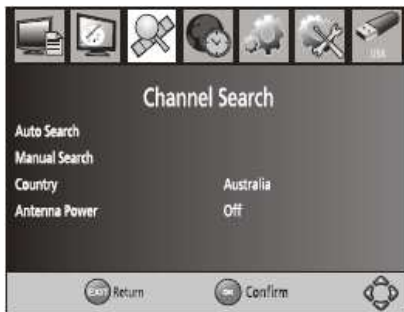 USB
Channel Search
Auto Search
Manual Search
Country Australia
Antenna Power Off
EXIT Return OK Confirm